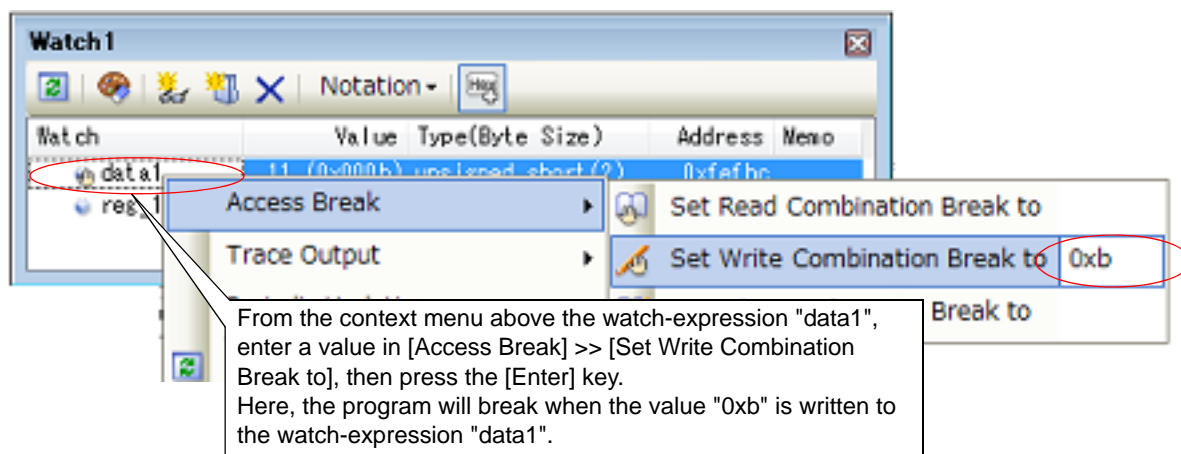 Watch1
Notation
Hex
Watch Value Type(Byte Size) Address Memo
data1 11 (0x000b) unsigned short(2) 0xfefbc
reg_1
Access Break Set Read Combination Break to
Trace Output Set Write Combination Break to 0xb
Break to
From the context menu above the watch-expression "data1",
enter a value in [Access Break] >> [Set Write Combination
Break to], then press the [Enter] key.
Here, the program will break when the value "0xb" is written to
the watch-expression "data1".